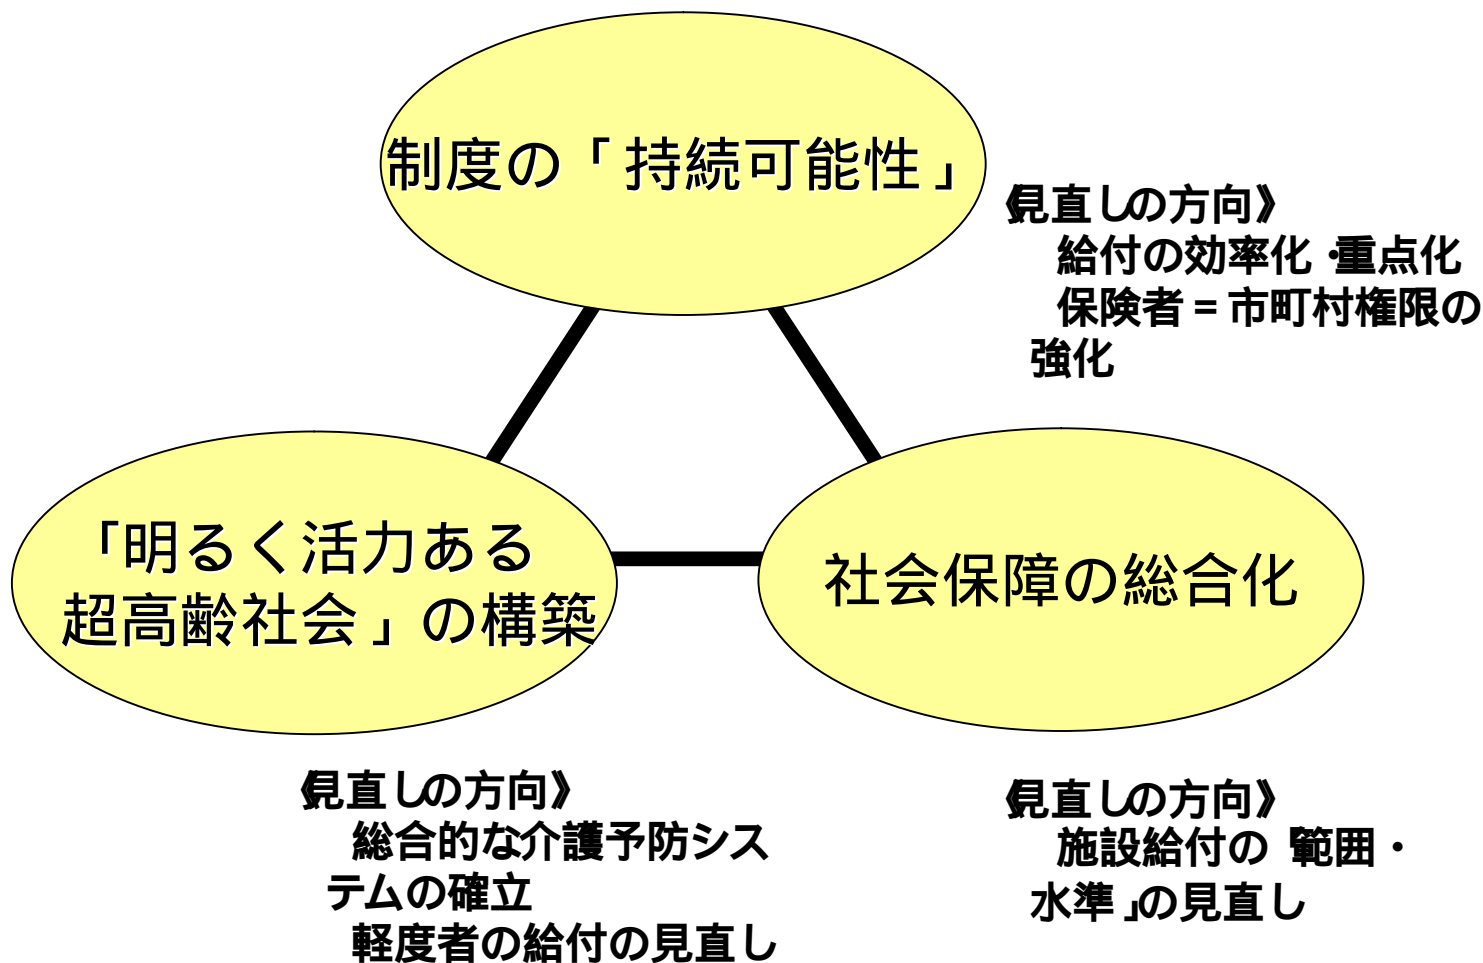 制度の「持続可能性」
《見直しの方向》
給付の効率化・重点化
保険者＝市町村権限の
強化
「明るく活力ある
超高齢社会」の構築
社会保障の総合化
《見直しの方向》
総合的な介護予防シス
テムの確立
軽度者の給付の見直し
《見直しの方向》
施設給付の「範囲・
水準」の見直し